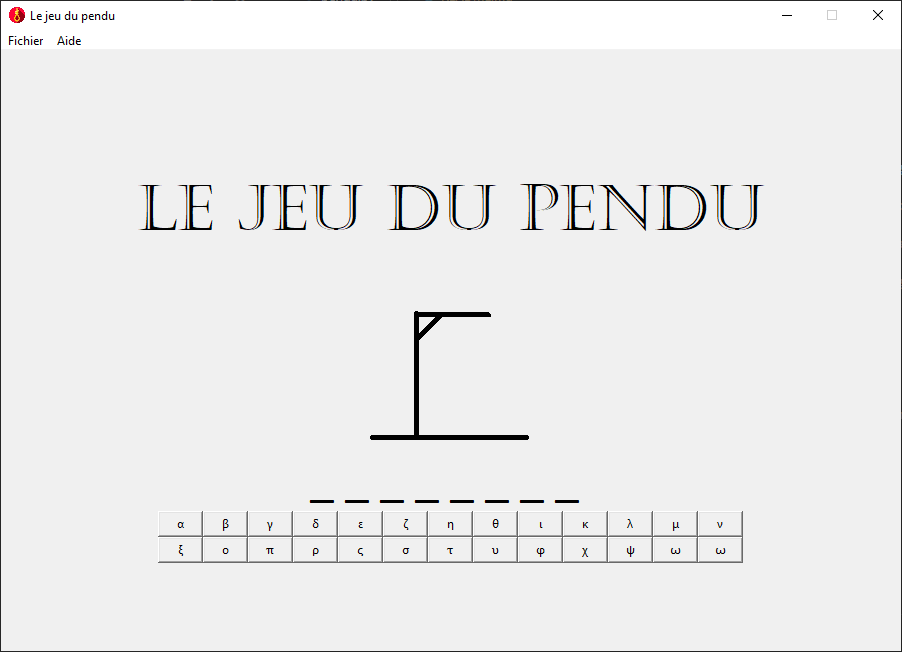 Le jeu du pendu
Fichier Aide
LE JEU DU PENDU
_ _ _ _ _ _ _ _
α β γ δ ε ζ η θ ι κ λ μ ν
ξ ο π ρ ς σ τ υ φ χ ψ ω ω